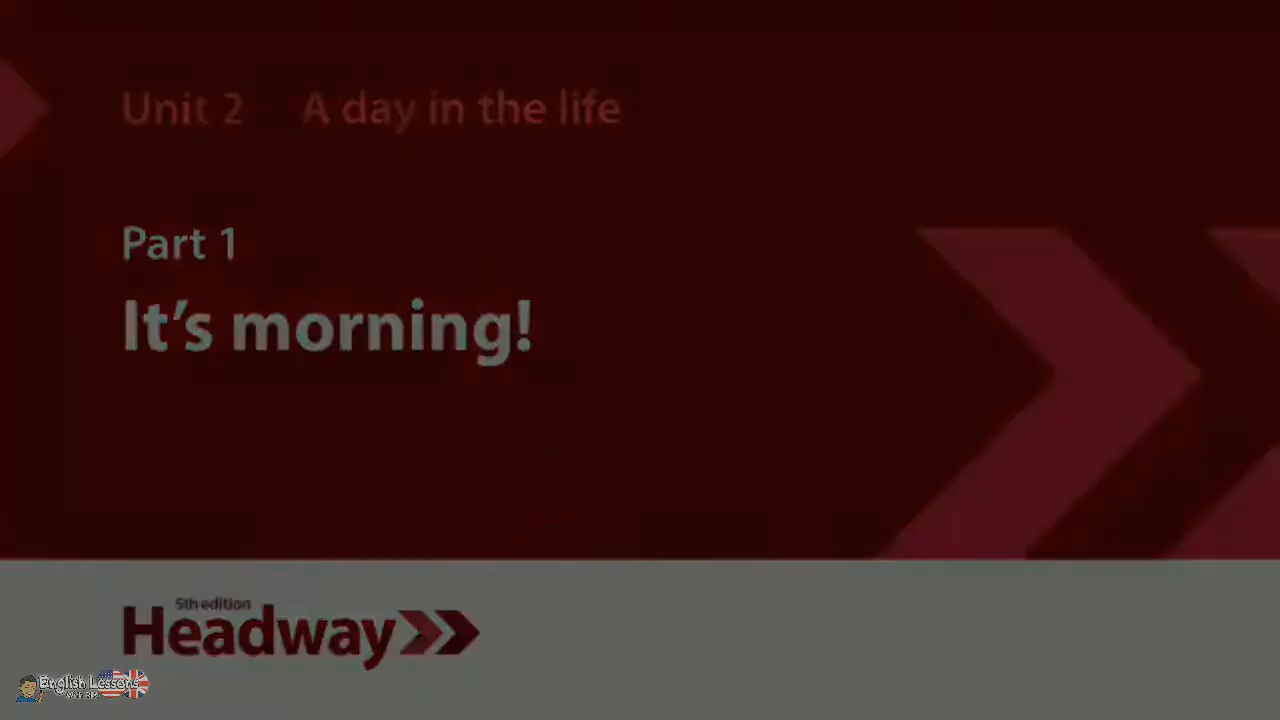 Unit 2 A day in the life
Part 1
It's morning!
5th edition
Headway
English Lessons